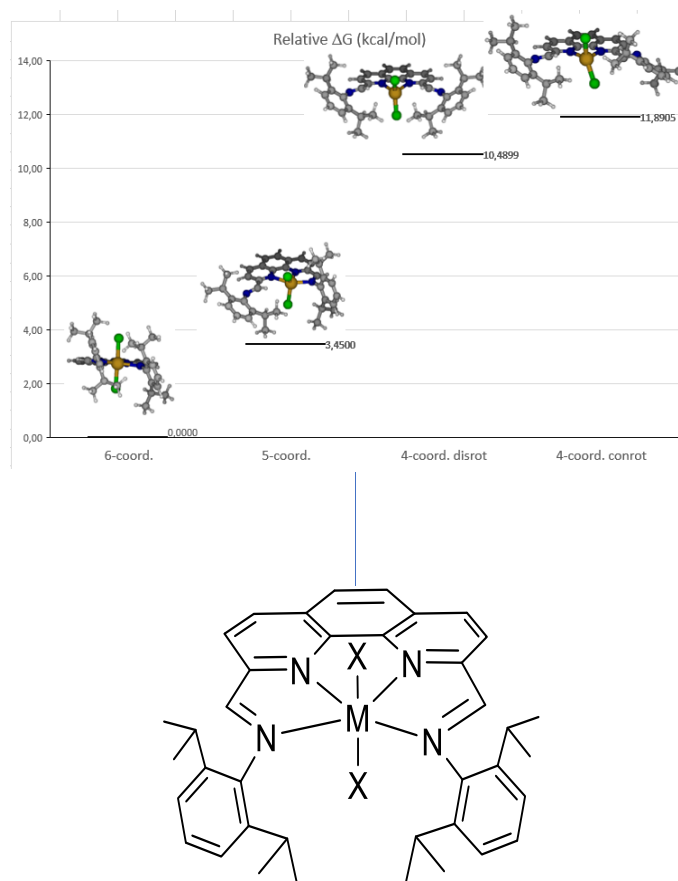 Relative ΔG (kcal/mol)
14,00
12,00
11,8905
10,4899
10,00
8,00
6,00
4,00
3,4500
2,00
0,00
0,0000
6-coord.
5-coord.
4-coord. disrot
4-coord. conrot
X
N
N
M
N
N
X